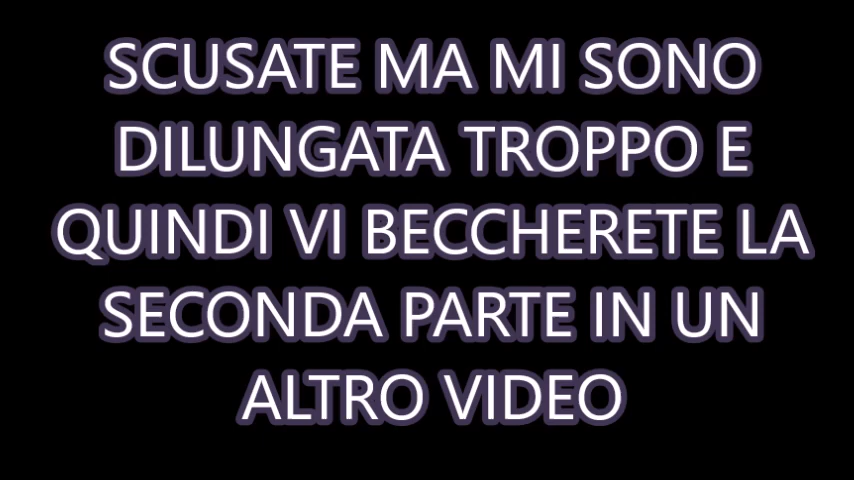 SCUSATE MA MI SONO
DILUNGATA TROPPO E
QUINDI VI BECCHERETE LA
SECONDA PARTE IN UN
ALTRO VIDEO